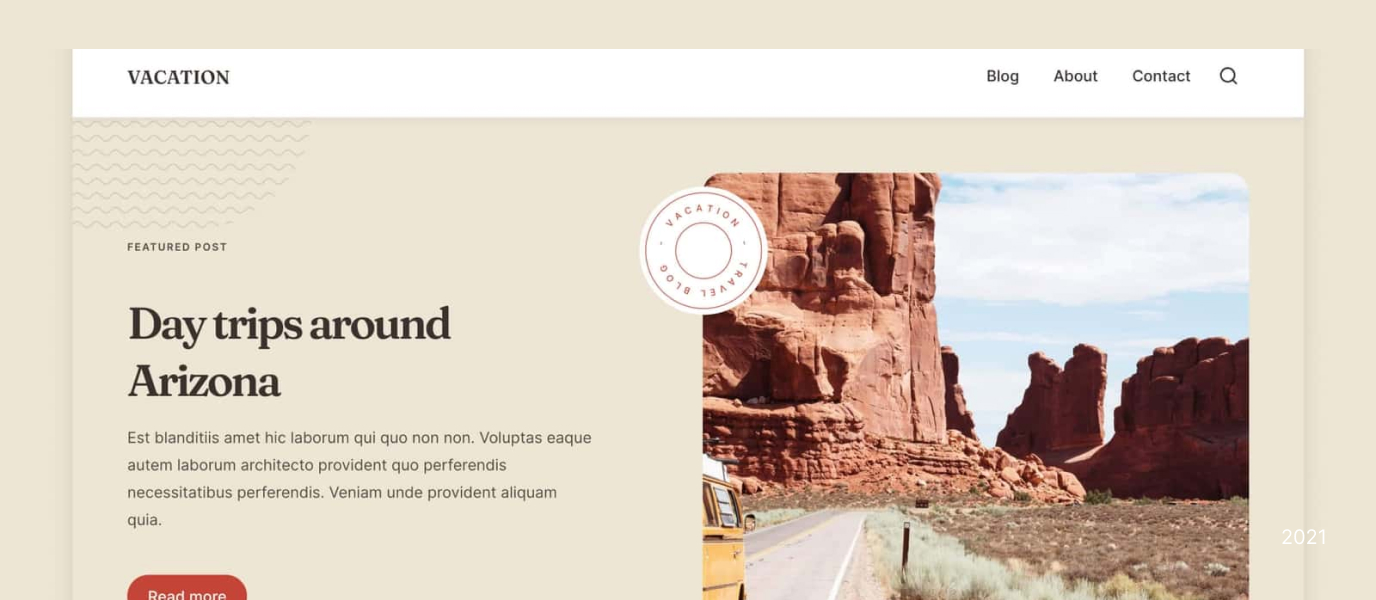 VACATION
Blog About Contact
FEATURED POST
- VACATION - TRAVEL BLOG
Day trips around
Arizona
Est blanditiis amet hic laborum qui quo non non. Voluptas eaque
autem laborum architecto provident quo perferendis
necessitatibus perferendis. Veniam unde provident aliquam
quia.
2021
Read more